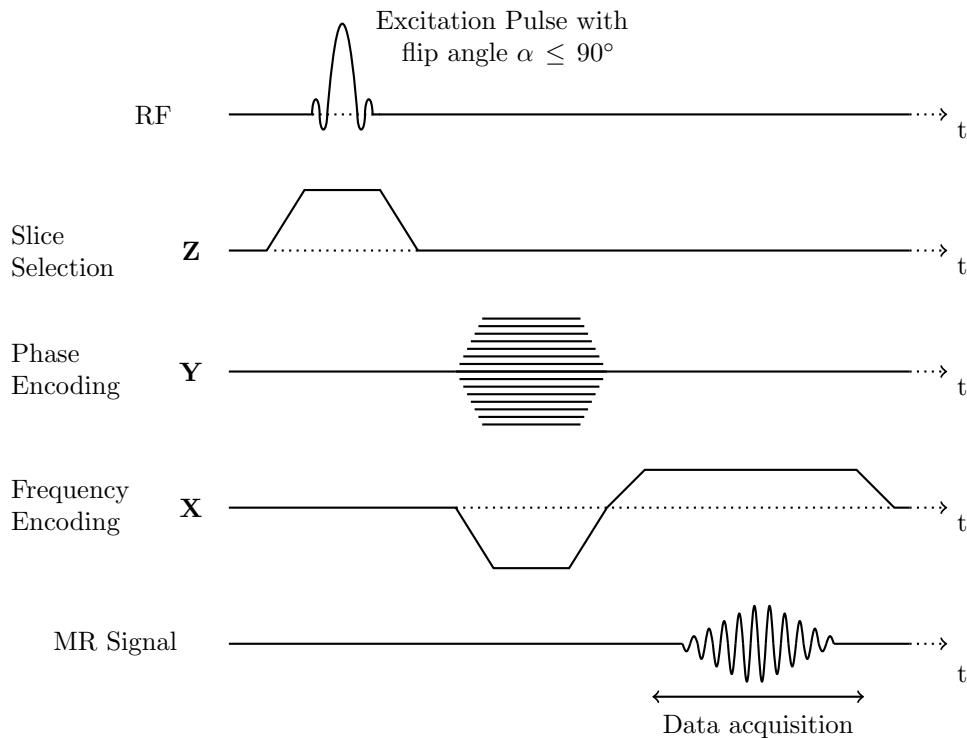 Excitation Pulse with
flip angle α ≤ 90°
RF
t
Slice
Selection
Z
t
Phase
Encoding
Y
t
Frequency
Encoding
X
t
MR Signal
t
Data acquisition